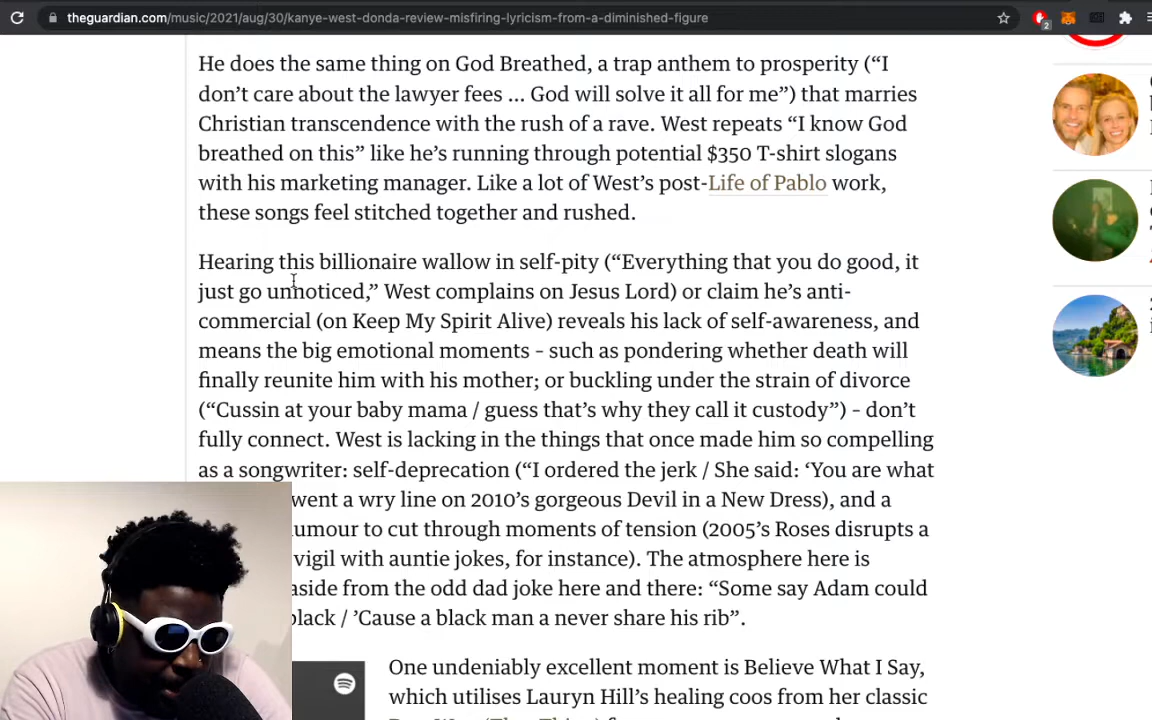 theguardian.com/music/2021/aug/30/kanye-west-donda-review-misfiring-lyricism-from-a-diminished-figure
2
He does the same thing on God Breathed, a trap anthem to prosperity (“I
don’t care about the lawyer fees … God will solve it all for me”) that marries
Christian transcendence with the rush of a rave. West repeats “I know God
breathed on this” like he’s running through potential $350 T-shirt slogans
with his marketing manager. Like a lot of West’s post-Life of Pablo work,
these songs feel stitched together and rushed.
Hearing this billionaire wallow in self-pity (“Everything that you do good, it
just go unnoticed,” West complains on Jesus Lord) or claim he’s anti-
commercial (on Keep My Spirit Alive) reveals his lack of self-awareness, and
means the big emotional moments – such as pondering whether death will
finally reunite him with his mother; or buckling under the strain of divorce
(“Cussin at your baby mama / guess that’s why they call it custody”) – don’t
fully connect. West is lacking in the things that once made him so compelling
as a songwriter: self-deprecation (“I ordered the jerk / She said: ‘You are what
went a wry line on 2010’s gorgeous Devil in a New Dress), and a
umour to cut through moments of tension (2005’s Roses disrupts a
vigil with auntie jokes, for instance). The atmosphere here is
aside from the odd dad joke here and there: “Some say Adam could
black / ’Cause a black man a never share his rib”.
One undeniably excellent moment is Believe What I Say,
which utilises Lauryn Hill’s healing coos from her classic